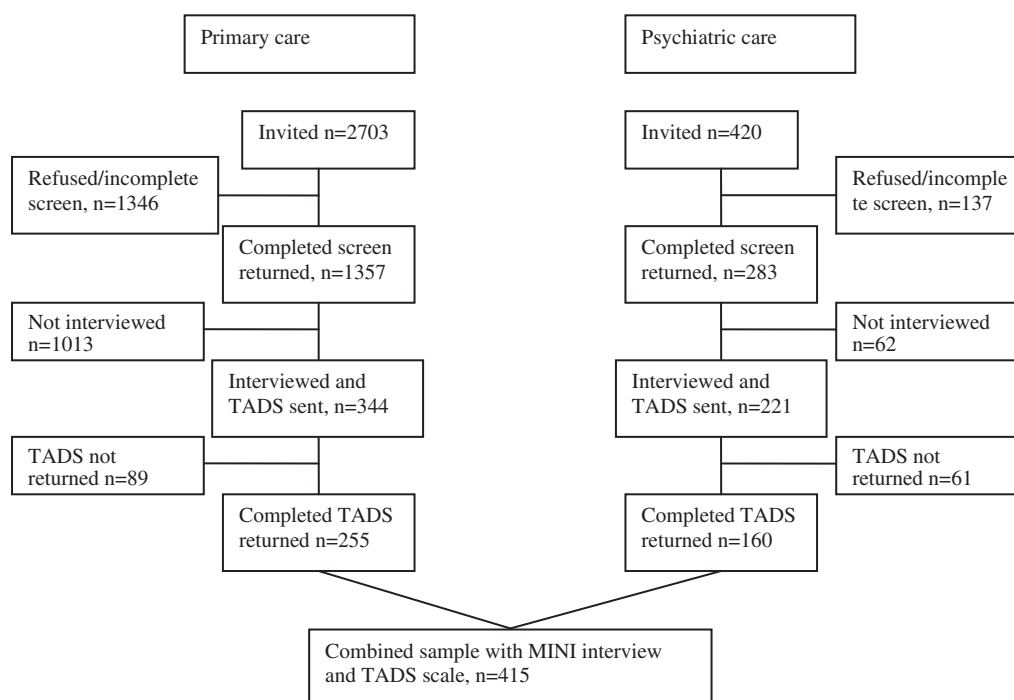 Primary care
Psychiatric care
Invited n=2703
Invited n=420
Refused/incomplete
screen, n=1346
Refused/incomple
te screen, n=137
Completed screen
returned, n=1357
Completed screen
returned, n=283
Not interviewed
n=1013
Not interviewed
n=62
Interviewed and
TADS sent, n=344
Interviewed and
TADS sent, n=221
TADS not
returned n=89
TADS not
returned n=61
Completed TADS
returned n=255
Completed TADS
returned n=160
Combined sample with MINI interview
and TADS scale, n=415